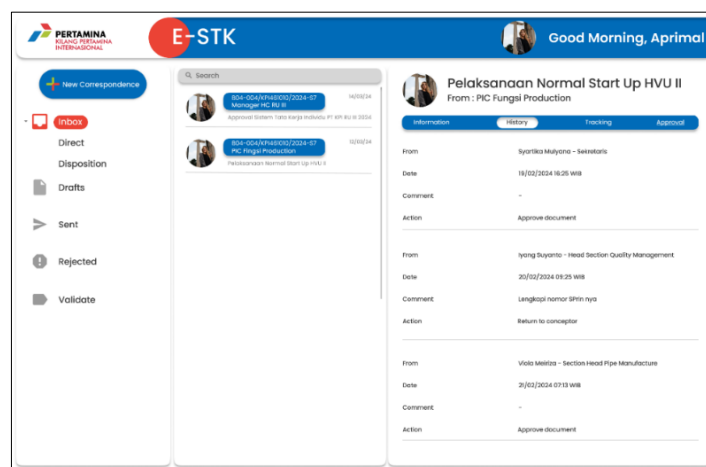 PERTAMINA
KILANG PERTAMINA
INTERNASIONAL
E-STK
Good Morning, Aprimal
New Correspondence
Inbox
Direct
Disposition
Drafts
Sent
Rejected
Validate
Search
14/03/24
Manager HC RU III
Approval Sistem Tata Kerja Individu PT KPI RU III 2024
PIC Fingsi Production
Pelaksanaan Normal Start Up HVU II
Pelaksanaan Normal Start Up HVU II
From : PIC Fungsi Production
Information History Tracking Approval
From Syartika Mulyana - Sekretaris
Date 19/02/2024 16:25 WIB
Comment -
Action Approve document
From Iyong Suyanto - Head Section Quality Management
Date 20/02/2024 09:25 WIB
Comment Lengkapi nomor SPrin nya
Action Return to conceptor
From Viola Meiriza - Section Head Pipe Manufacture
Date 21/02/2024 07:13 WIB
Comment -
Action Approve document